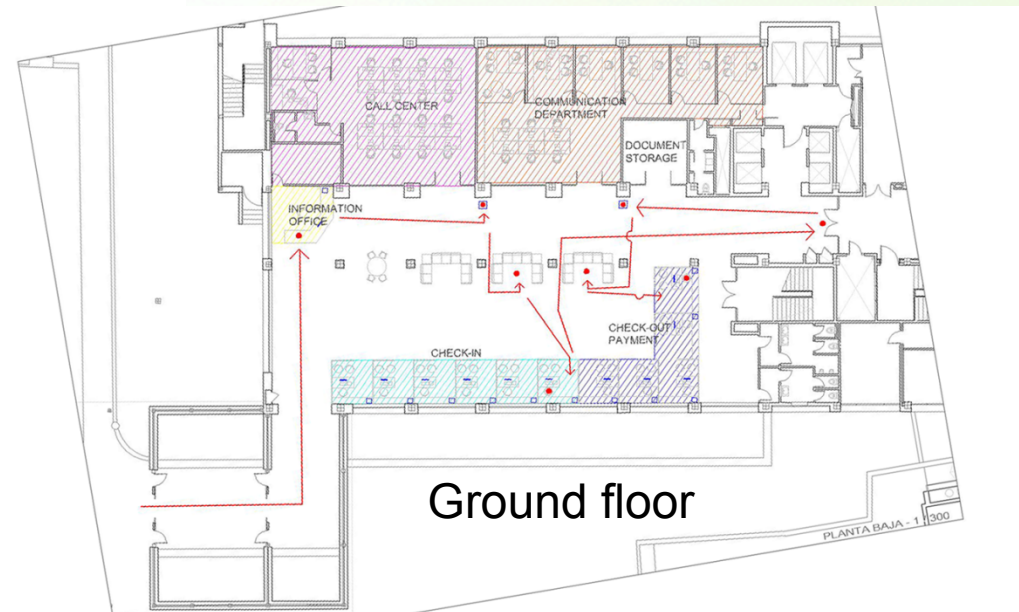 CALL CENTER
COMMUNICATION
DEPARTMENT
DOCUMENT
STORAGE
INFORMATION
OFFICE
CHECK-OUT
PAYMENT
CHECK-IN
Ground floor
PLANTA BAJA - 1 : 300